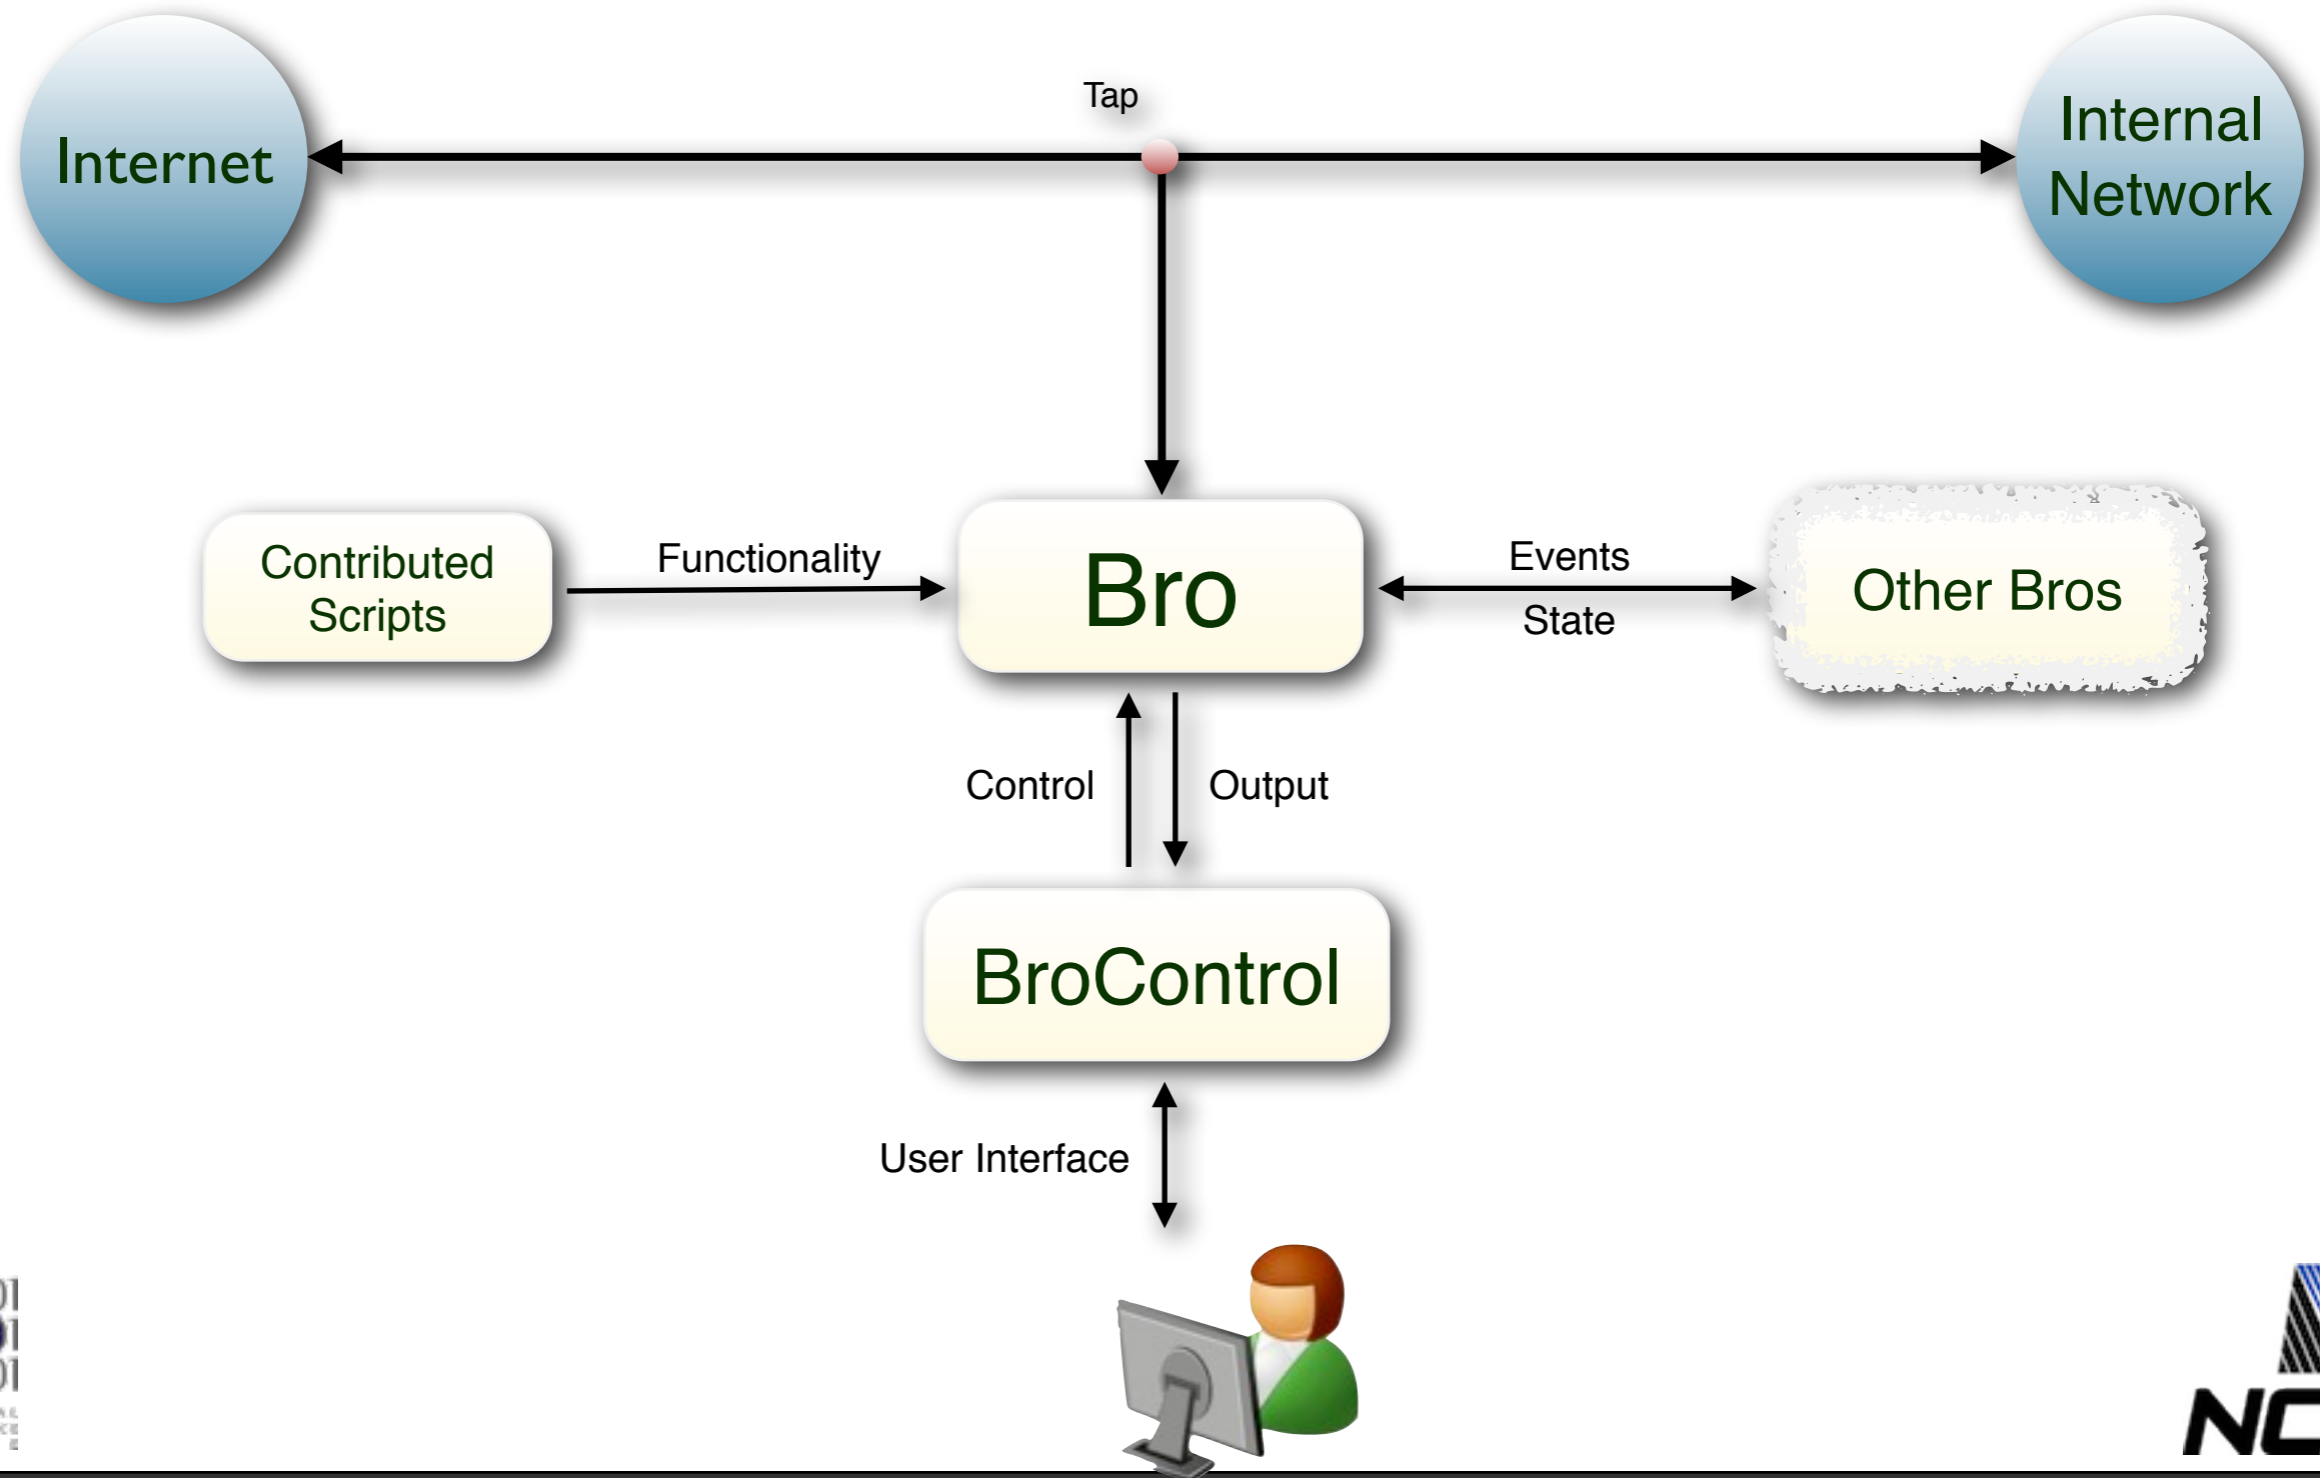 Tap
Internet
Internal
Network
Contributed
Scripts
Functionality
Bro
Events
State
Other Bros
Control
Output
BroControl
User Interface